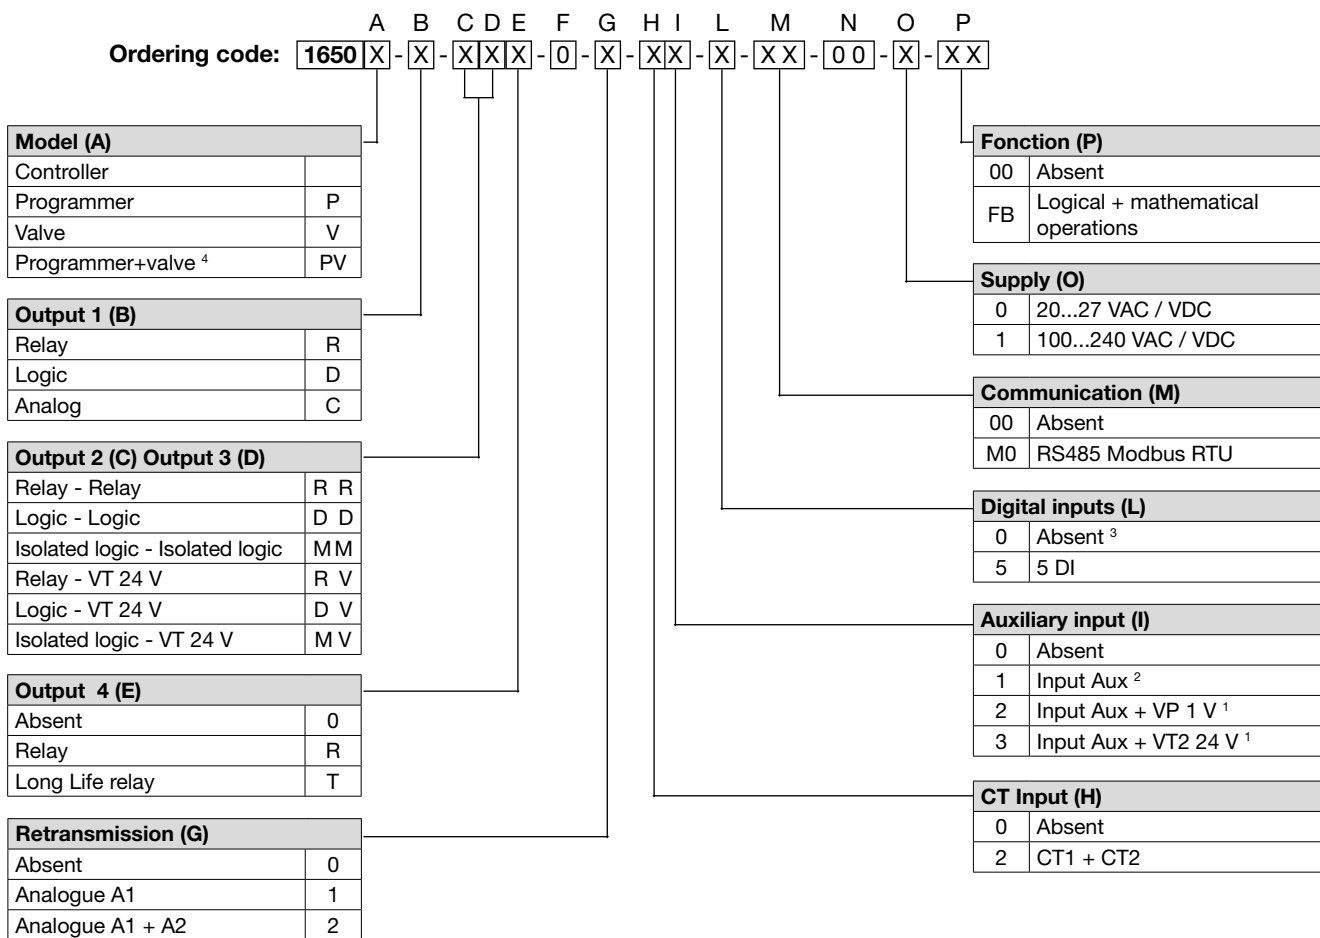 A B C D E F G H I L M N O P
Ordering code: 1650 X - X - X X X - 0 - X - X X - X - X X - 0 0 - X - X X
Model (A)
Controller
Programmer P
Valve V
Programmer+valve 4 PV
Output 1 (B)
Relay R
Logic D
Analog C
Output 2 (C) Output 3 (D)
Relay - Relay R R
Logic - Logic D D
Isolated logic - Isolated logic M M
Relay - VT 24 V R V
Logic - VT 24 V D V
Isolated logic - VT 24 V M V
Output 4 (E)
Absent 0
Relay R
Long Life relay T
Retransmission (G)
Absent 0
Analogue A1 1
Analogue A1 + A2 2
Fonction (P)
00 Absent
FB Logical + mathematical
operations
Supply (O)
0 20...27 VAC / VDC
1 100...240 VAC / VDC
Communication (M)
00 Absent
M0 RS485 Modbus RTU
Digital inputs (L)
0 Absent 3
5 5 DI
Auxiliary input (I)
0 Absent
1 Input Aux 2
2 Input Aux + VP 1 V 1
3 Input Aux + VT2 24 V 1
CT Input (H)
0 Absent
2 CT1 + CT2